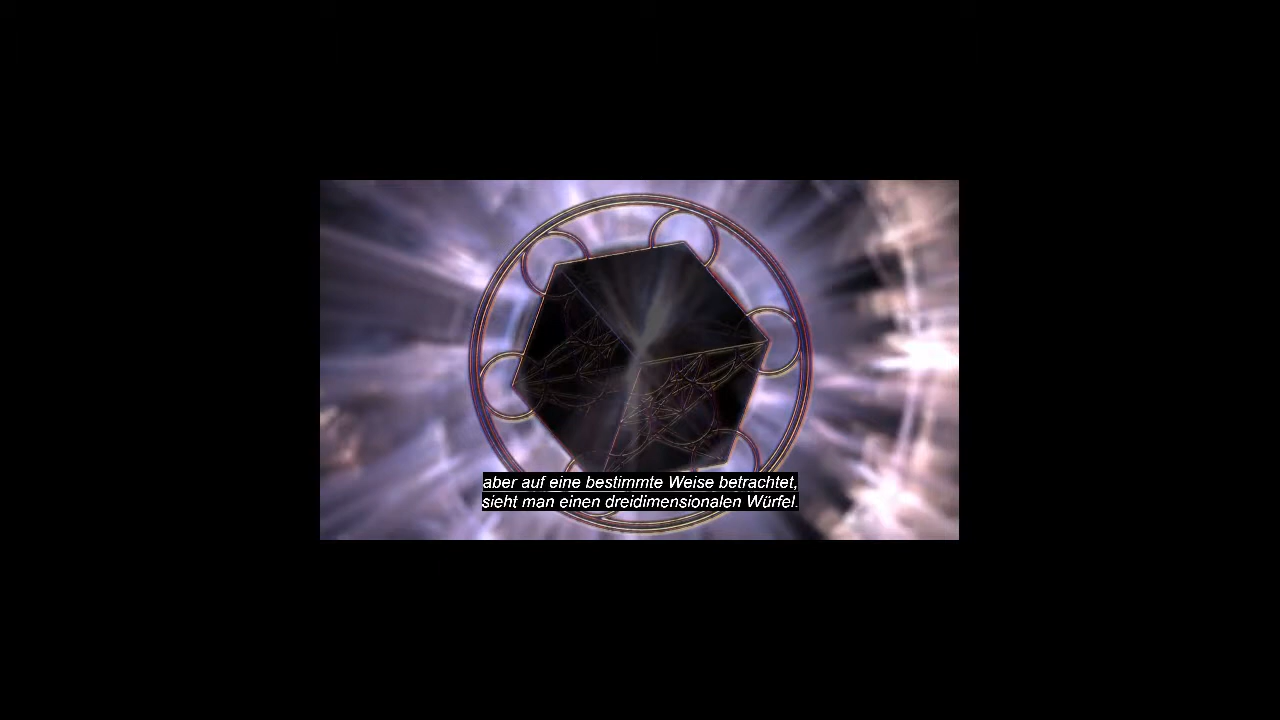 aber auf eine bestimmte Weise betrachtet,
sieht man einen dreidimensionalen Würfel.